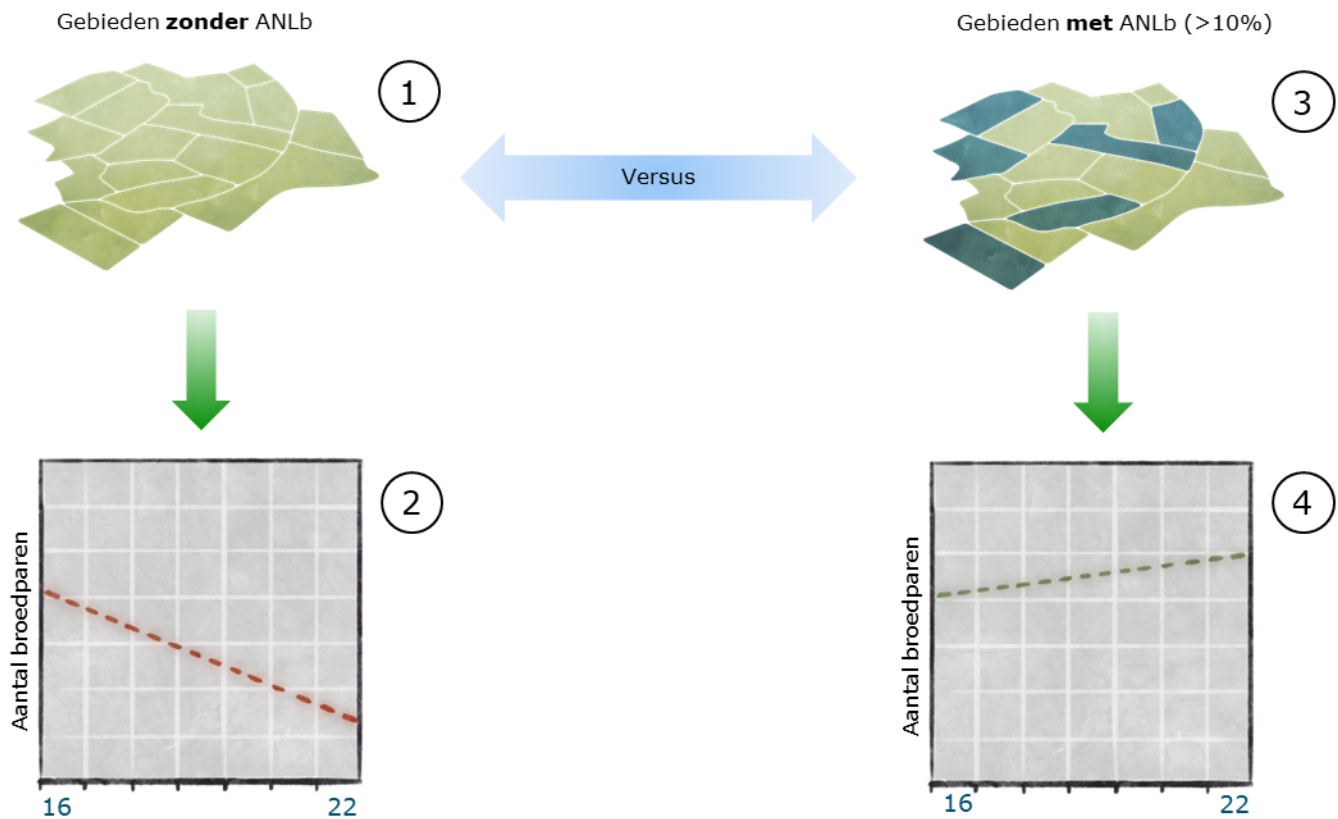 Gebieden zonder ANLb
Gebieden met ANLb (>10%)
1
3
Versus
2
4
Aantal broedparen
Aantal broedparen
16
22
16
22